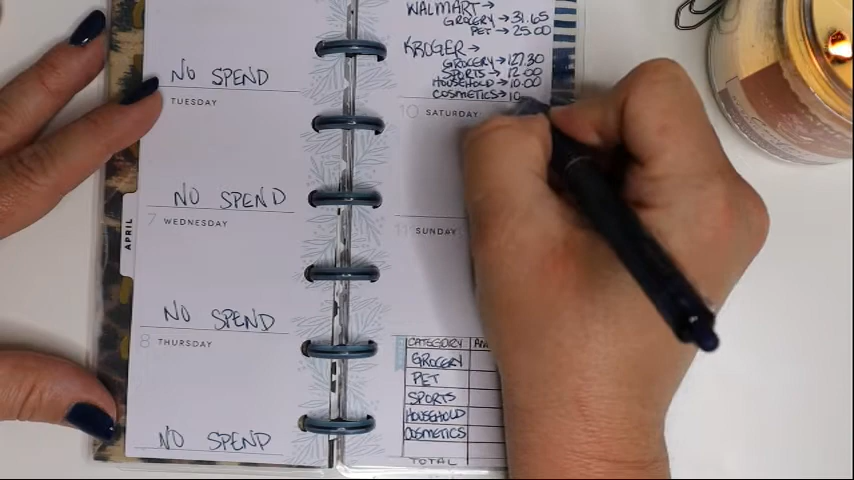 NO SPEND
TUESDAY
NO SPEND
7 WEDNESDAY
NO SPEND
8 THURSDAY
NO SPEND
APRIL
WALMART→
GROCERY→31.65
PET→25.00
KROGER→
GROCERY→127.30
SPORTS→12.00
HOUSEHOLD→10.00
COSMETICS→10
10 SATURDAY
11 SUNDAY
CATEGORY
GROCERY
PET
SPORTS
HOUSEHOLD
COSMETICS
TOTAL